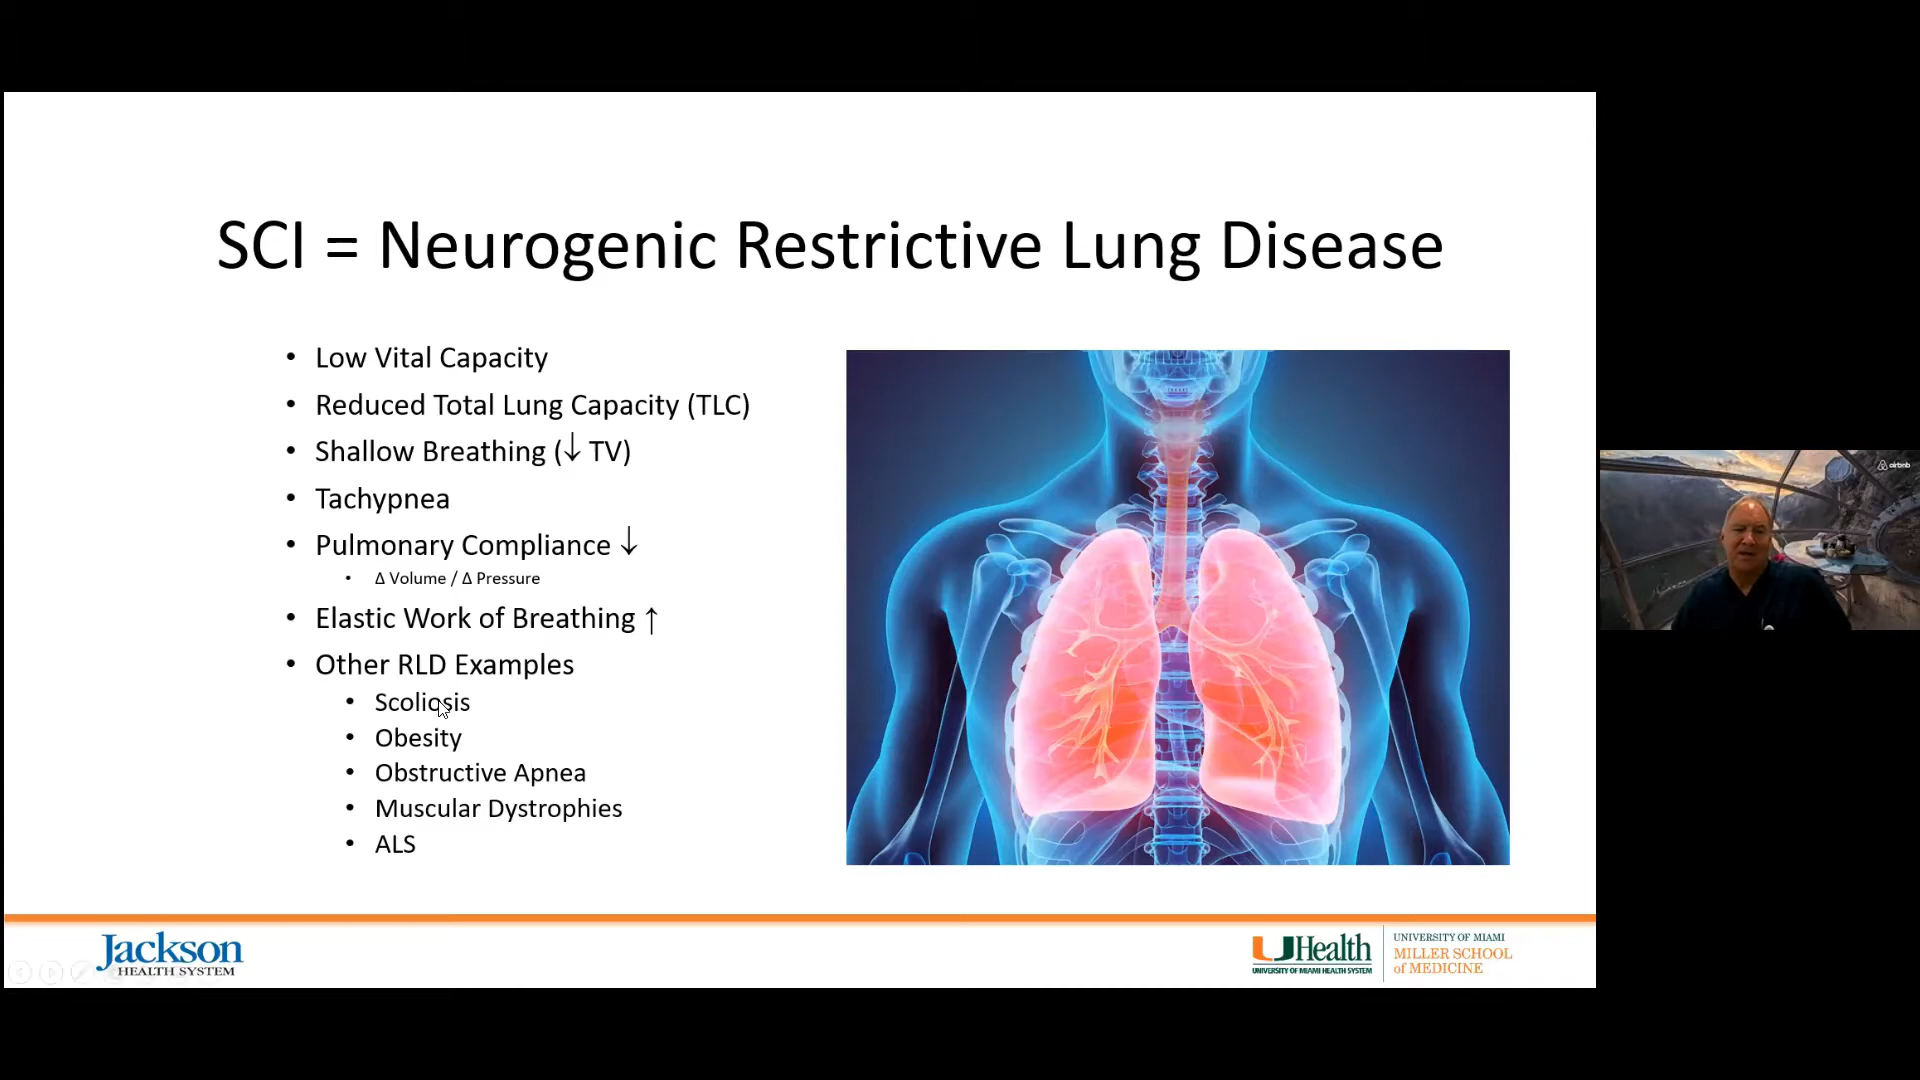 SCI = Neurogenic Restrictive Lung Disease
• Low Vital Capacity
• Reduced Total Lung Capacity (TLC)
• Shallow Breathing (↓ TV)
• Tachypnea
• Pulmonary Compliance ↓
• Δ Volume / Δ Pressure
• Elastic Work of Breathing ↑
• Other RLD Examples
• Scoliosis
• Obesity
• Obstructive Apnea
• Muscular Dystrophies
• ALS
airbnb
Jackson
HEALTH SYSTEM
UHealth
UNIVERSITY OF MIAMI HEALTH SYSTEM
UNIVERSITY OF MIAMI
MILLER SCHOOL
of MEDICINE